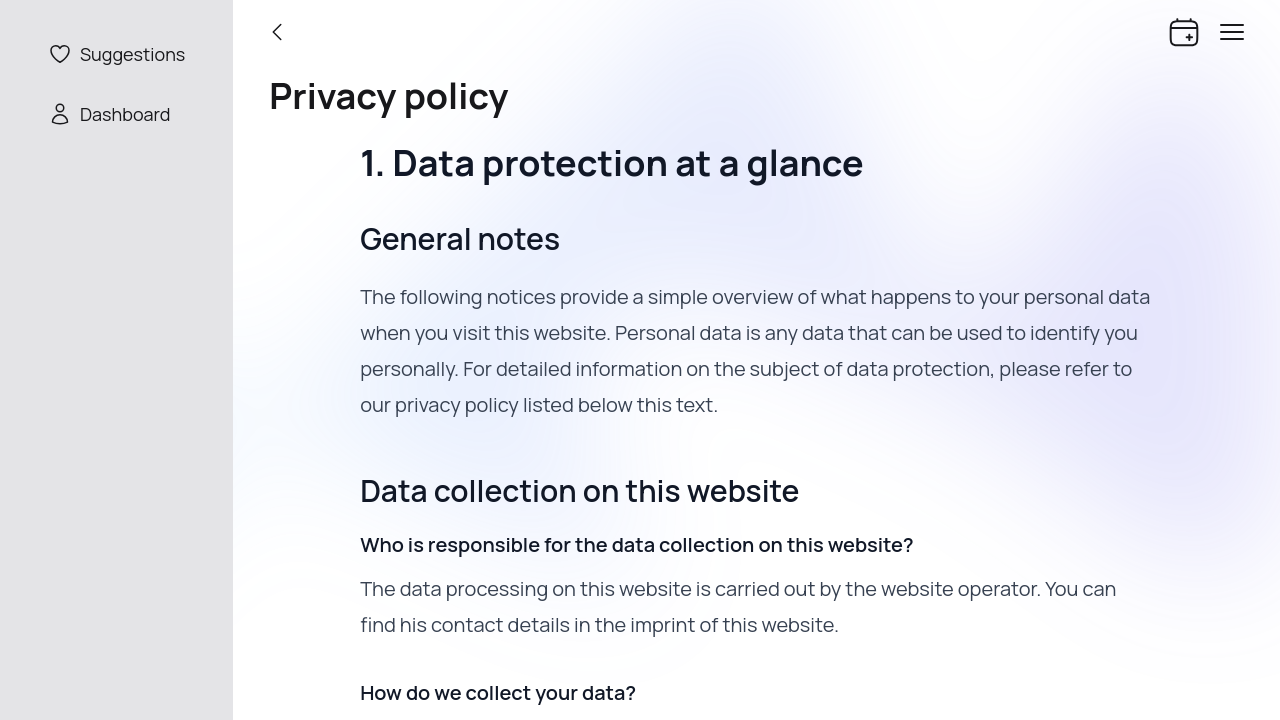 Suggestions
Dashboard
Privacy policy
1. Data protection at a glance
General notes
The following notices provide a simple overview of what happens to your personal data
when you visit this website. Personal data is any data that can be used to identify you
personally. For detailed information on the subject of data protection, please refer to
our privacy policy listed below this text.
Data collection on this website
Who is responsible for the data collection on this website?
The data processing on this website is carried out by the website operator. You can
find his contact details in the imprint of this website.
How do we collect your data?